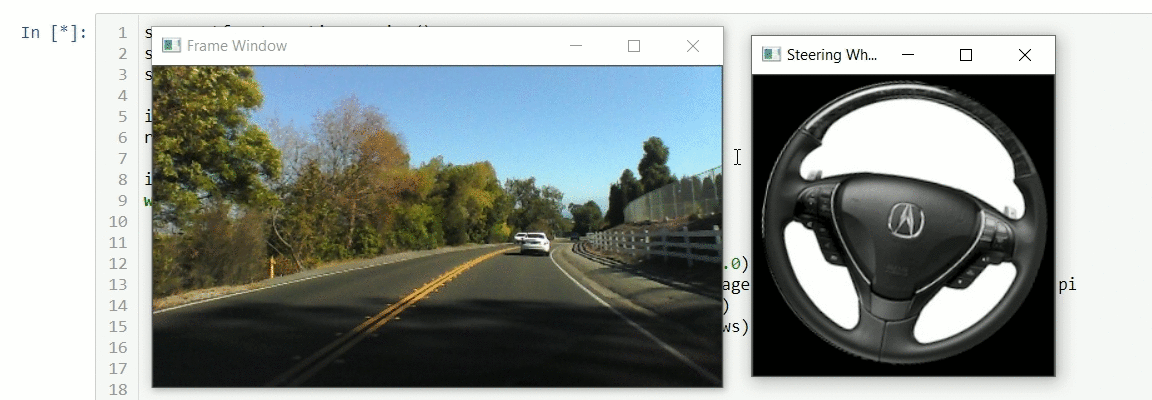 In [*]:
1 s
2 s
3 s
4
5 i
6
7
8 i
9 w
10
11
12 .0)
13 age pi
14 )
15 ws)
16
17
18
Frame Window
Steering Wh...